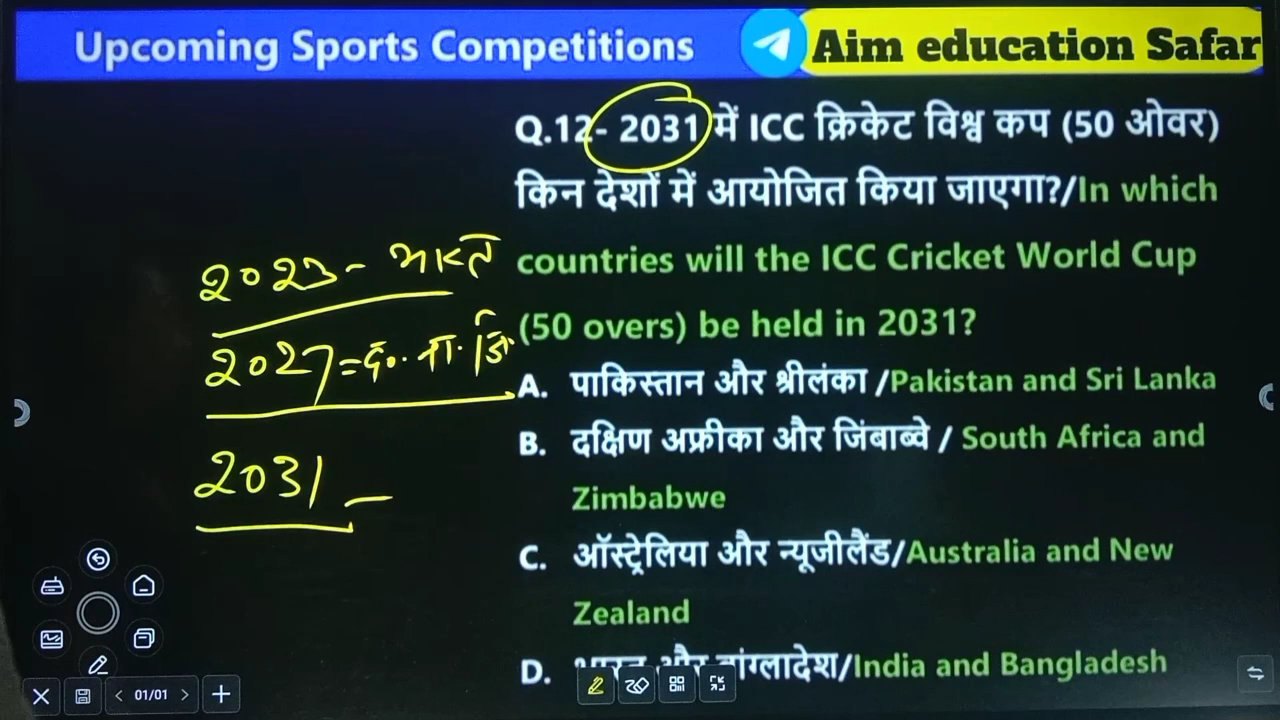 Upcoming Sports Competitions
Aim education Safar
Q.12- 2031 में ICC क्रिकेट विश्व कप (50 ओवर)
किन देशों में आयोजित किया जाएगा?/In which
countries will the ICC Cricket World Cup
(50 overs) be held in 2031?
A. पाकिस्तान और श्रीलंका /Pakistan and Sri Lanka
B. दक्षिण अफ्रीका और जिंबाब्वे / South Africa and
Zimbabwe
C. ऑस्ट्रेलिया और न्यूजीलैंड/Australia and New
Zealand
D. और बांग्लादेश/India and Bangladesh
2023 - भारत
2027 =
2031 -
01/01